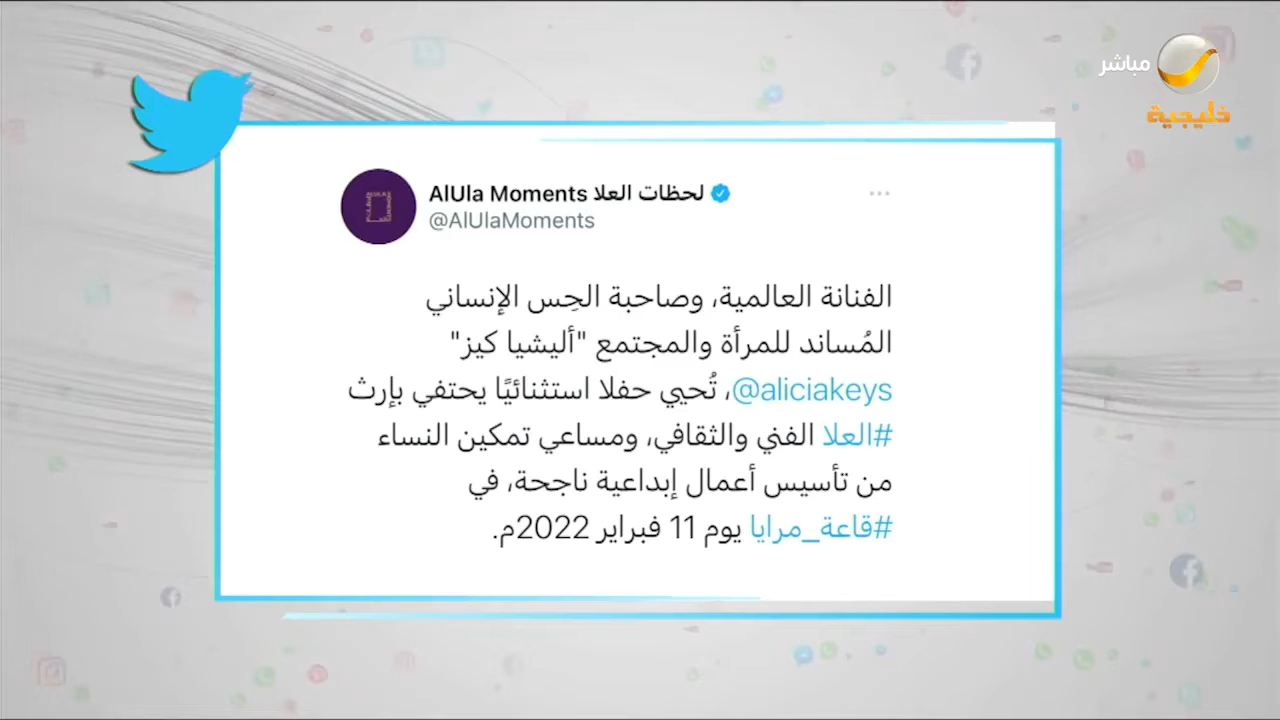 مباشر
خليجية
AlUla Moments لحظات العلا
@AlUlaMoments
الفنانة العالمية، وصاحبة الحِس الإنساني
المُساند للمرأة والمجتمع "أليشيا كيز"
@aliciakeys، تُحيي حفلا استثنائيًا يحتفي بإرث
#العلا الفني والثقافي، ومساعي تمكين النساء
من تأسيس أعمال إبداعية ناجحة، في
#قاعة_مرايا يوم 11 فبراير 2022م.